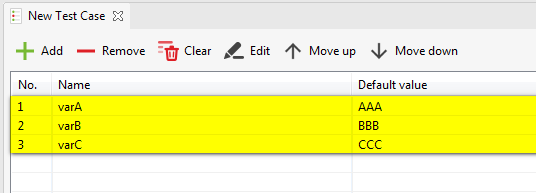 New Test Case
Add Remove Clear Edit Move up Move down
No. Name Default value
1 varA AAA
2 varB BBB
3 varC CCC